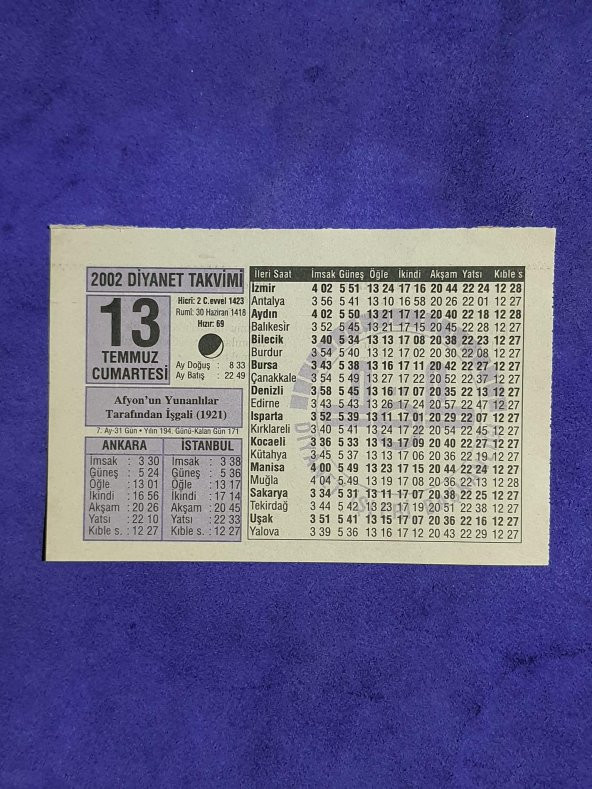 2002 DİYANET TAKVİMİ
13
TEMMUZ
CUMARTESİ
Hicri: 2 C.evvel 1423
Rumî: 30 Haziran 1418
Hızır: 69
Ay Doğuş : 8 33
Ay Batış : 22 49
Afyon'un Yunanlılar
Tarafından İşgali (1921)
7. Ay-31 Gün • Yılın 194. Günü-Kalan Gün 171
ANKARA
İmsak : 3 30
Güneş : 5 24
Öğle : 13 01
İkindi : 16 56
Akşam : 20 26
Yatsı : 22 10
Kıble s. : 12 27
İSTANBUL
İmsak : 3 38
Güneş : 5 36
Öğle : 13 17
İkindi : 17 14
Akşam : 20 45
Yatsı : 22 33
Kıble s. : 12 27
İleri Saat İmsak Güneş Öğle İkindi Akşam Yatsı Kıble s.
İzmir 4 02 5 51 13 24 17 16 20 44 22 24 12 28
Antalya 3 56 5 41 13 10 16 58 20 26 22 01 12 27
Aydın 4 02 5 50 13 21 17 12 20 40 22 18 12 28
Balıkesir 3 52 5 45 13 21 17 15 20 45 22 28 12 27
Bilecik 3 40 5 34 13 13 17 08 20 38 22 23 12 27
Burdur 3 54 5 40 13 12 17 02 20 30 22 08 12 27
Bursa 3 43 5 38 13 16 17 11 20 42 22 27 12 27
Çanakkale 3 54 5 49 13 27 17 22 20 52 22 37 12 27
Denizli 3 58 5 45 13 16 17 07 20 35 22 13 12 27
Edirne 3 43 5 43 13 26 17 24 20 57 22 47 12 27
Isparta 3 52 5 39 13 11 17 01 20 29 22 07 12 27
Kırklareli 3 40 5 41 13 24 17 22 20 55 22 46 12 27
Kocaeli 3 36 5 33 13 13 17 09 20 40 22 27 12 27
Kütahya 3 45 5 37 13 13 17 06 20 36 22 19 12 27
Manisa 4 00 5 49 13 23 17 15 20 44 22 24 12 27
Muğla 4 04 5 49 13 19 17 08 20 36 22 13 12 28
Sakarya 3 34 5 31 13 11 17 07 20 38 22 25 12 27
Tekirdağ 3 44 5 42 13 23 17 19 20 51 22 38 12 27
Uşak 3 51 5 41 13 15 17 07 20 36 22 16 12 27
Yalova 3 39 5 36 13 16 17 12 20 43 22 29 12 27